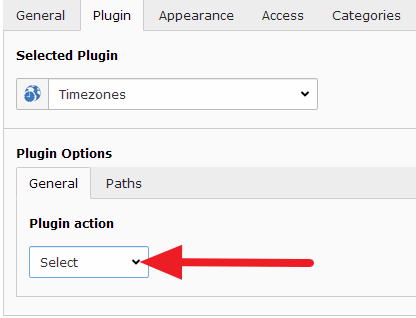 General Plugin Appearance Access Categories
Selected Plugin
Timezones
Plugin Options
General Paths
Plugin action
Select